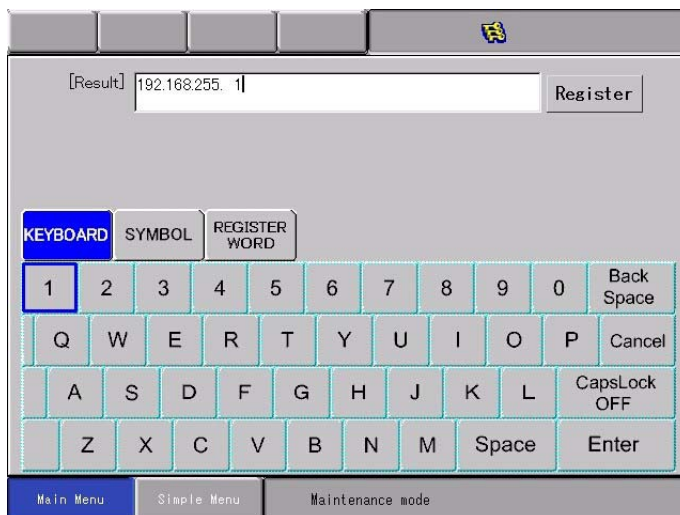 [Result] 192.168.255.  1 Register
KEYBOARD SYMBOL REGISTER
WORD
1 2 3 4 5 6 7 8 9 0 Back
Space
Q W E R T Y U I O P Cancel
A S D F G H J K L CapsLock
OFF
Z X C V B N M Space Enter
Main Menu Simple Menu Maintenance mode